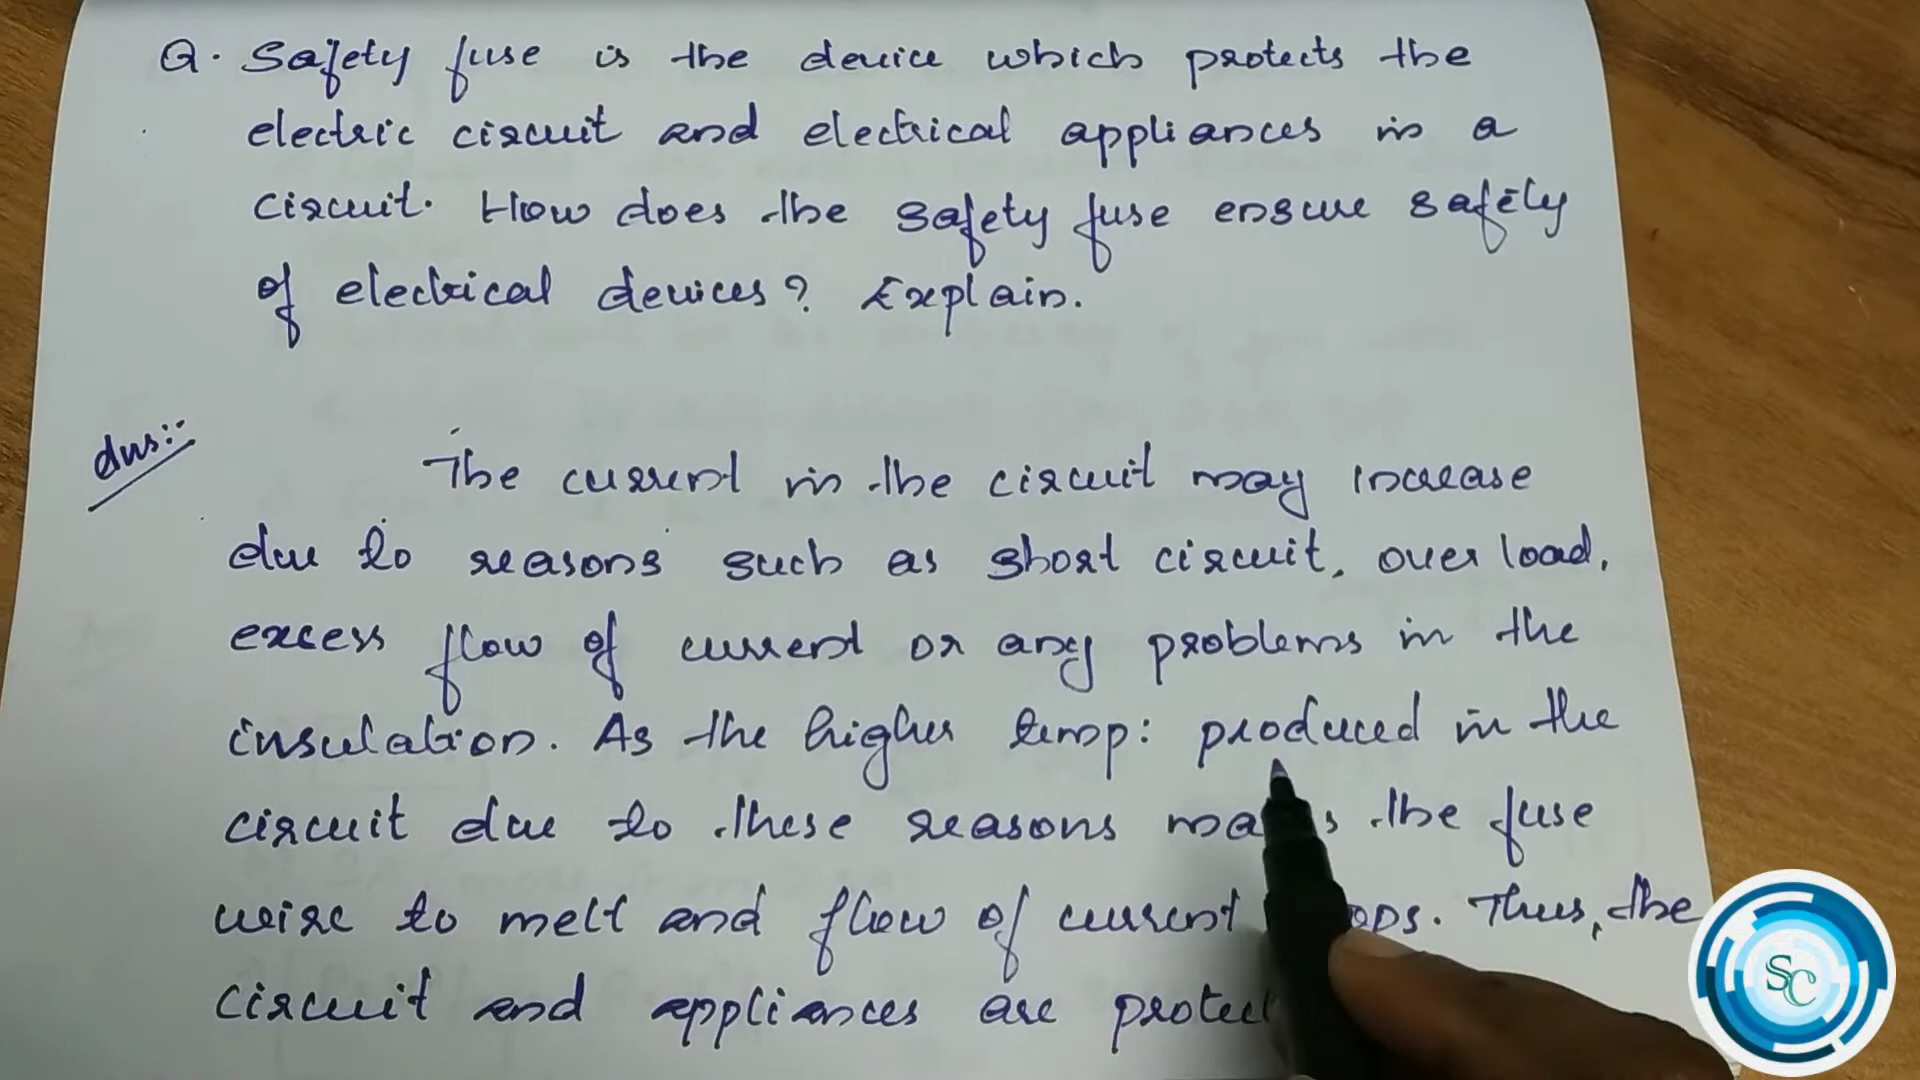 Q. Safety fuse is the device which protects the
electric circuit and electrical appliances in a
circuit. How does the safety fuse ensure safety
of electrical devices? Explain.
Ans:-
The current in the circuit may increase
due to reasons such as short circuit, over load,
excess flow of current or any problems in the
insulation. As the higher temp: produced in the
circuit due to these reasons the fuse
wire to melt and flow of current Thus, the
circuit and appliances are
SC